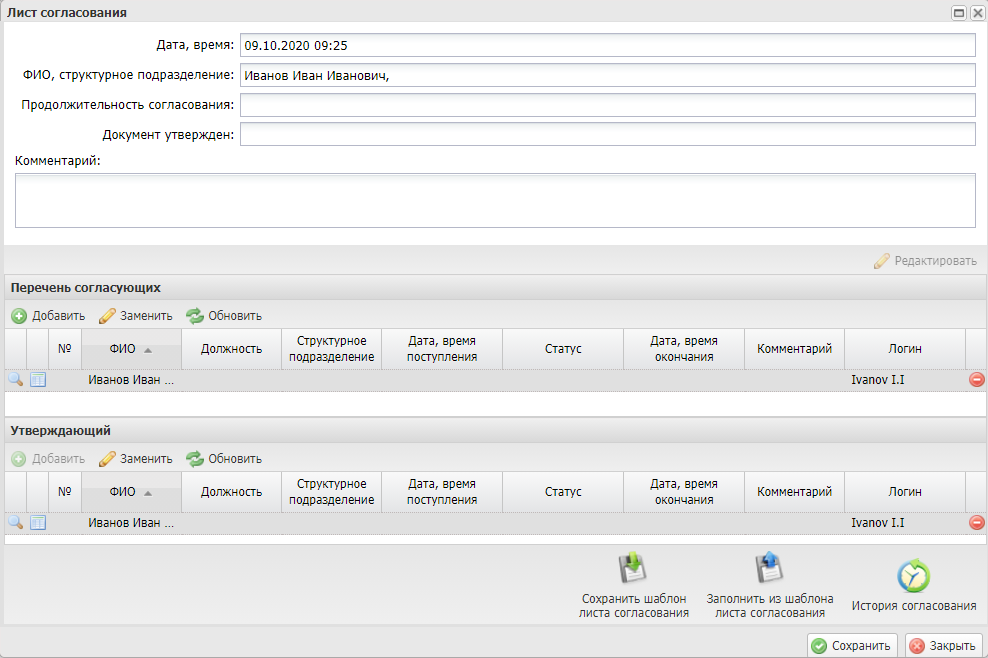 Лист согласования
Дата, время: 09.10.2020 09:25
ФИО, структурное подразделение: Иванов Иван Иванович,
Продолжительность согласования:
Документ утвержден:
Комментарий:
Редактировать
Перечень согласующих
Добавить Заменить Обновить
№ ФИО Должность Структурное подразделение Дата, время поступления Статус Дата, время окончания Комментарий Логин
Иванов Иван ... Ivanov I.I
Утверждающий
Добавить Заменить Обновить
№ ФИО Должность Структурное подразделение Дата, время поступления Статус Дата, время окончания Комментарий Логин
Иванов Иван ... Ivanov I.I
Сохранить шаблон листа согласования
Заполнить из шаблона листа согласования
История согласования
Сохранить Закрыть